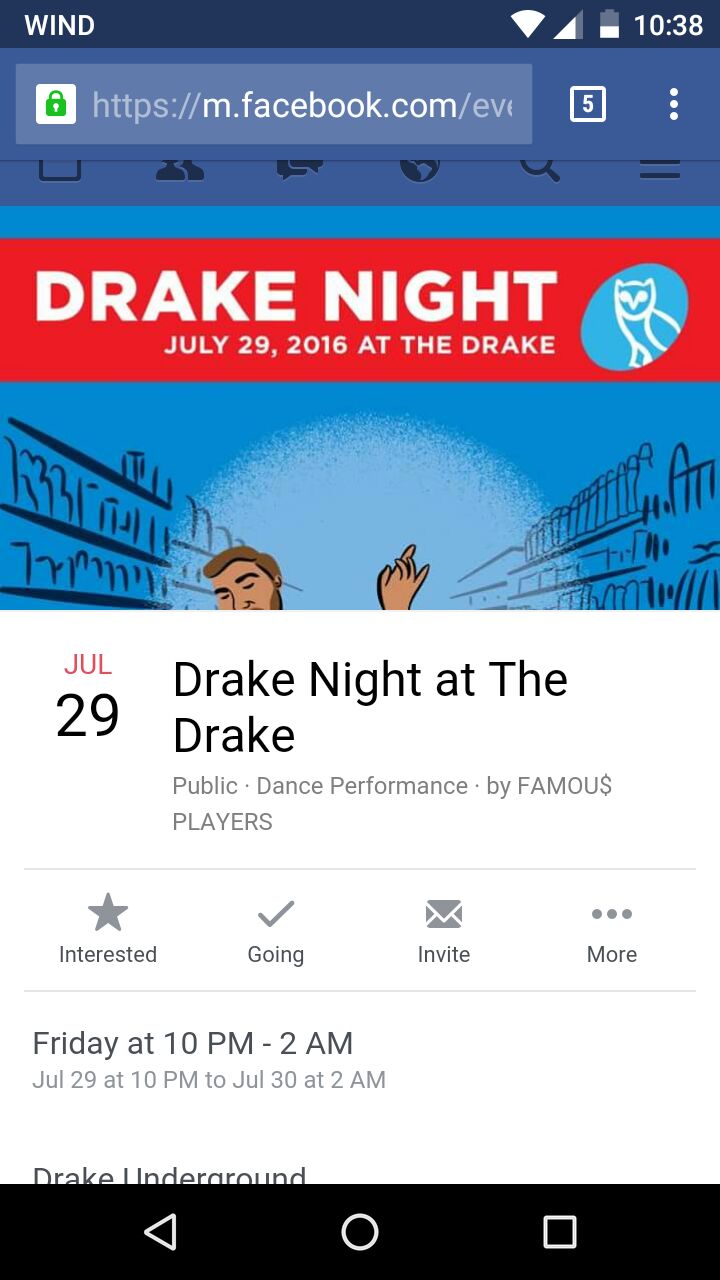 WIND
10:38
https://m.facebook.com/eve
5
DRAKE NIGHT
JULY 29, 2016 AT THE DRAKE
JUL
29
Drake Night at The
Drake
Public · Dance Performance · by FAMOU$
PLAYERS
Interested
Going
Invite
More
Friday at 10 PM - 2 AM
Jul 29 at 10 PM to Jul 30 at 2 AM
Drake Underground